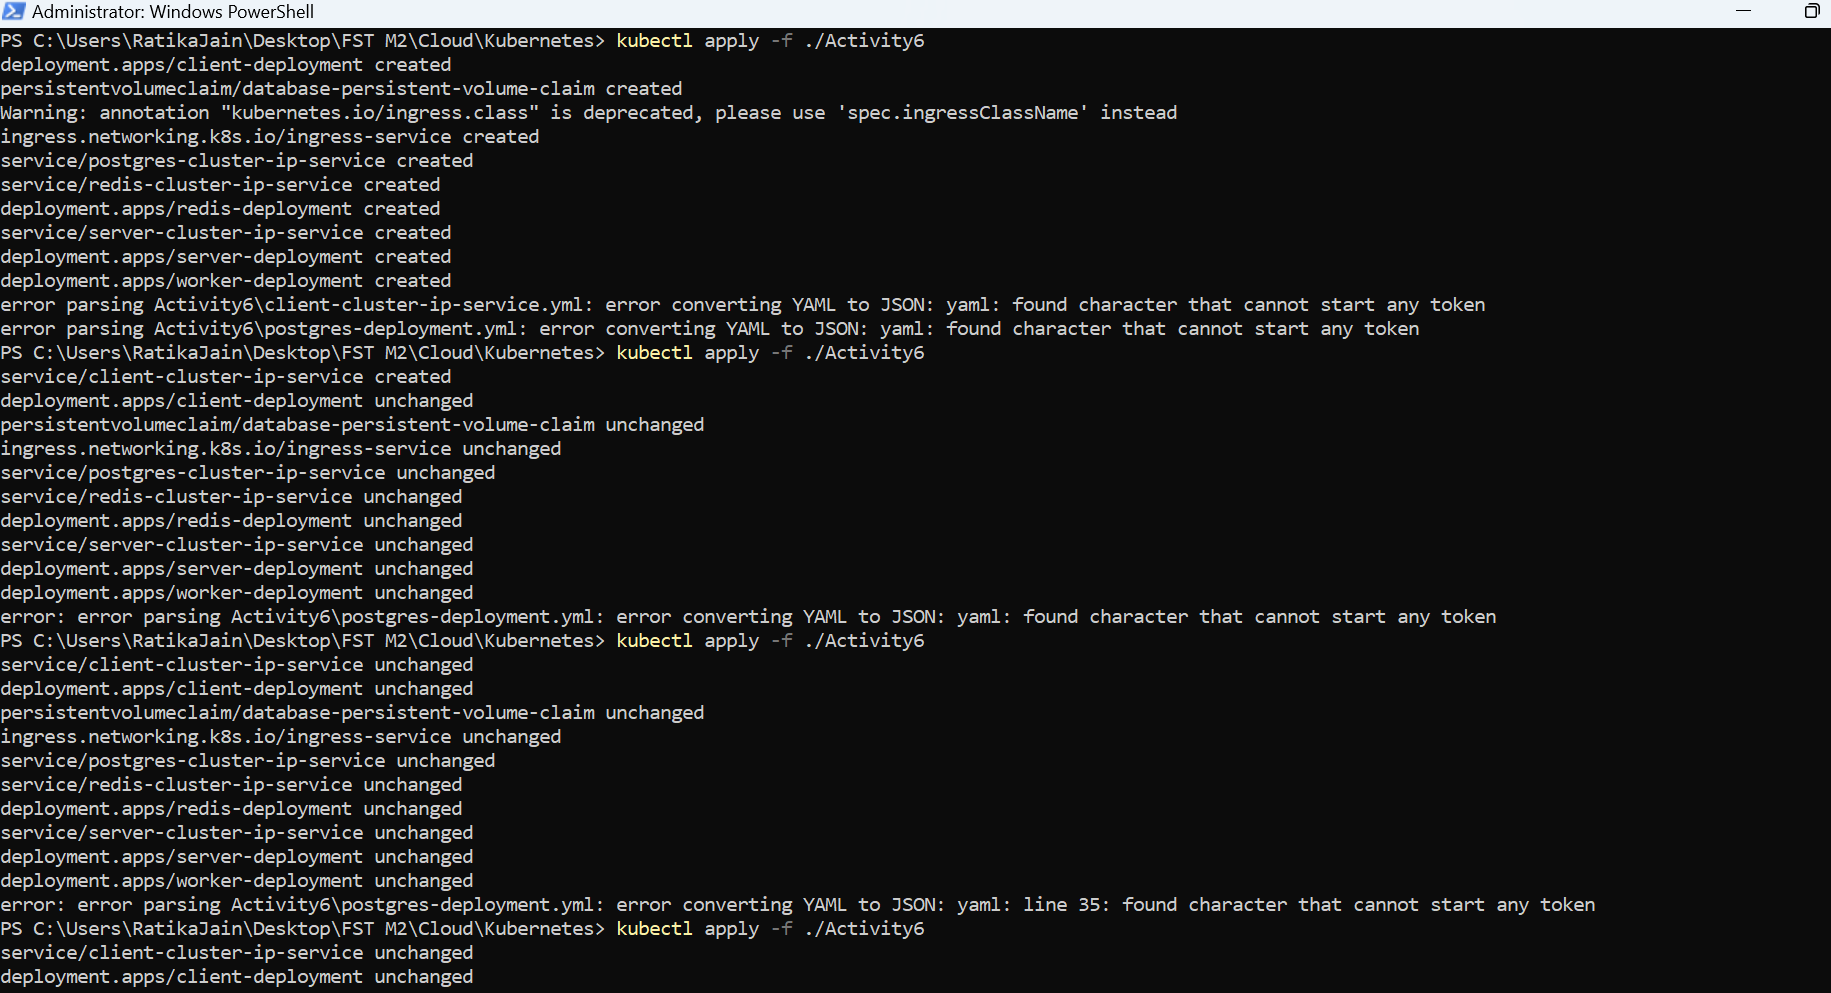 Administrator: Windows PowerShell
PS C:\Users\RatikaJain\Desktop\FST M2\Cloud\Kubernetes> kubectl apply -f ./Activity6
deployment.apps/client-deployment created
persistentvolumeclaim/database-persistent-volume-claim created
Warning: annotation "kubernetes.io/ingress.class" is deprecated, please use 'spec.ingressClassName' instead
ingress.networking.k8s.io/ingress-service created
service/postgres-cluster-ip-service created
service/redis-cluster-ip-service created
deployment.apps/redis-deployment created
service/server-cluster-ip-service created
deployment.apps/server-deployment created
deployment.apps/worker-deployment created
error parsing Activity6\client-cluster-ip-service.yml: error converting YAML to JSON: yaml: found character that cannot start any token
error parsing Activity6\postgres-deployment.yml: error converting YAML to JSON: yaml: found character that cannot start any token
PS C:\Users\RatikaJain\Desktop\FST M2\Cloud\Kubernetes> kubectl apply -f ./Activity6
service/client-cluster-ip-service created
deployment.apps/client-deployment unchanged
persistentvolumeclaim/database-persistent-volume-claim unchanged
ingress.networking.k8s.io/ingress-service unchanged
service/postgres-cluster-ip-service unchanged
service/redis-cluster-ip-service unchanged
deployment.apps/redis-deployment unchanged
service/server-cluster-ip-service unchanged
deployment.apps/server-deployment unchanged
deployment.apps/worker-deployment unchanged
error: error parsing Activity6\postgres-deployment.yml: error converting YAML to JSON: yaml: found character that cannot start any token
PS C:\Users\RatikaJain\Desktop\FST M2\Cloud\Kubernetes> kubectl apply -f ./Activity6
service/client-cluster-ip-service unchanged
deployment.apps/client-deployment unchanged
persistentvolumeclaim/database-persistent-volume-claim unchanged
ingress.networking.k8s.io/ingress-service unchanged
service/postgres-cluster-ip-service unchanged
service/redis-cluster-ip-service unchanged
deployment.apps/redis-deployment unchanged
service/server-cluster-ip-service unchanged
deployment.apps/server-deployment unchanged
deployment.apps/worker-deployment unchanged
error: error parsing Activity6\postgres-deployment.yml: error converting YAML to JSON: yaml: line 35: found character that cannot start any token
PS C:\Users\RatikaJain\Desktop\FST M2\Cloud\Kubernetes> kubectl apply -f ./Activity6
service/client-cluster-ip-service unchanged
deployment.apps/client-deployment unchanged